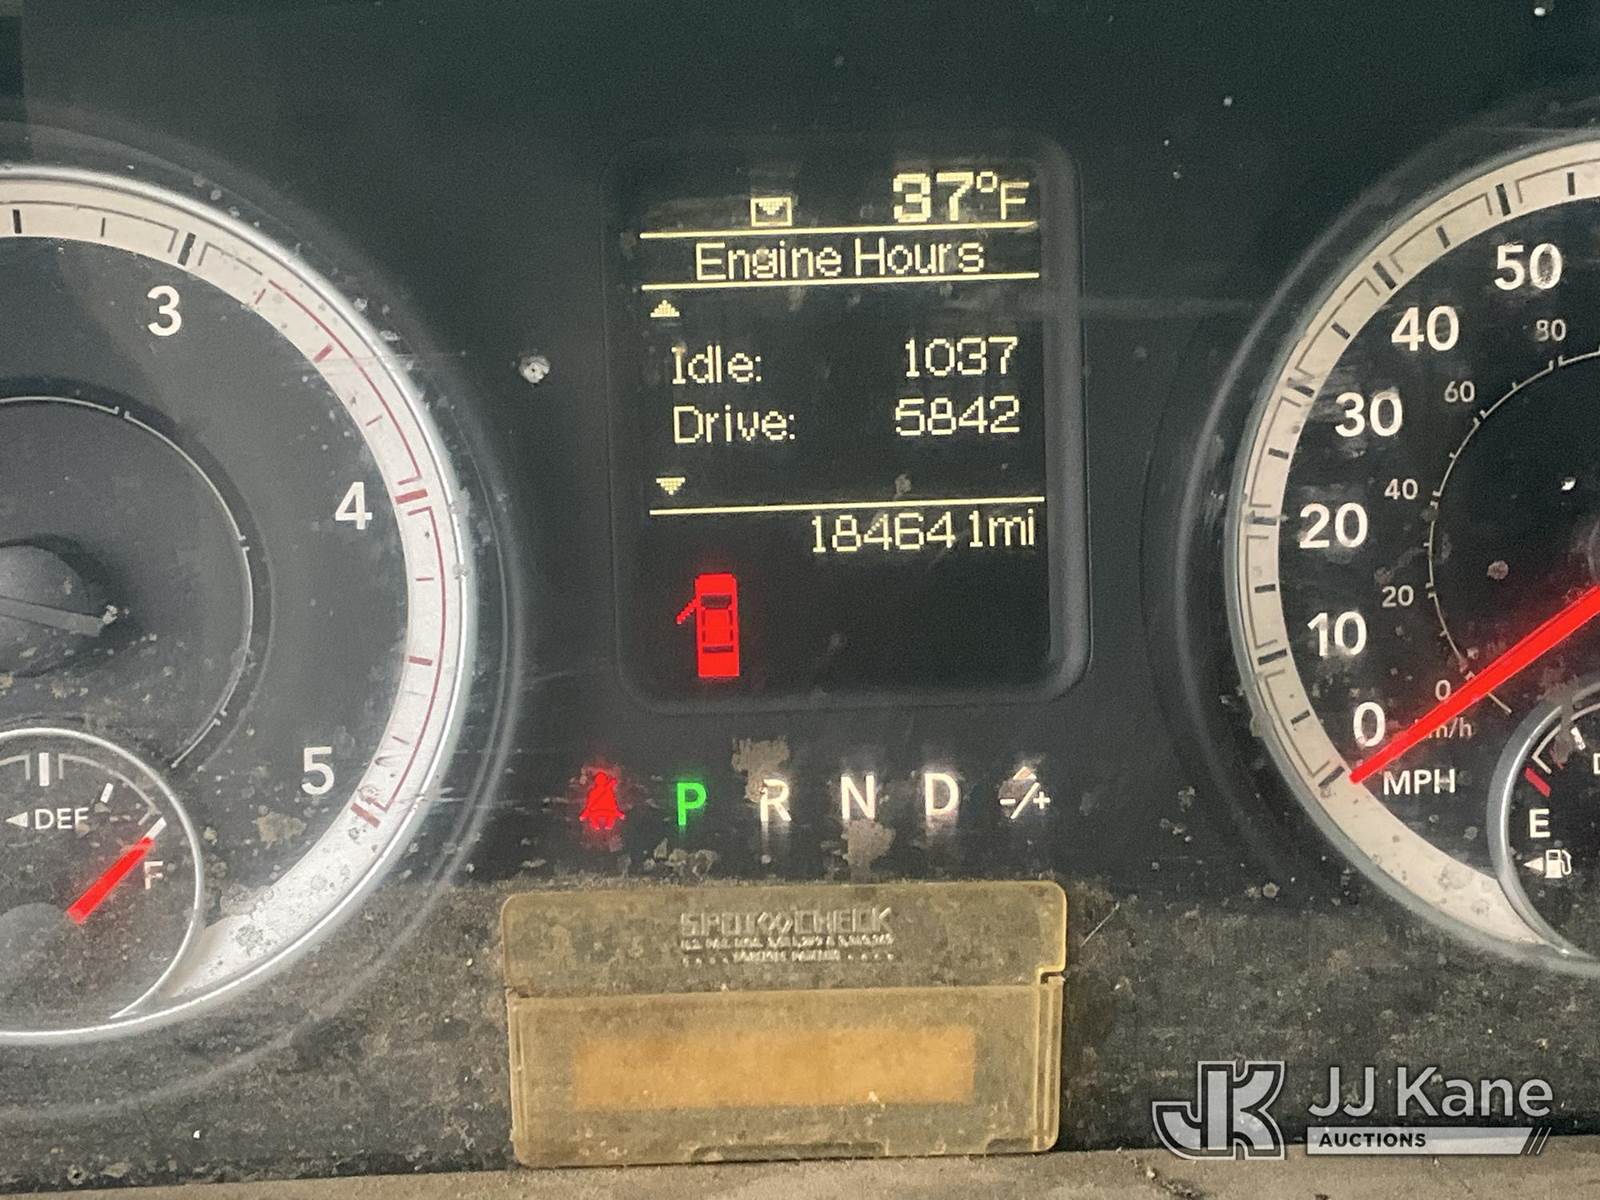 37°F
Engine Hours
Idle: 1037
Drive: 5842
184641mi
3
4
5
DEF
F
50
40
30
20
10
0
MPH
80
60
40
20
0
km/h
E
P R N D -/+
SPOT CHECK
JJ Kane
AUCTIONS